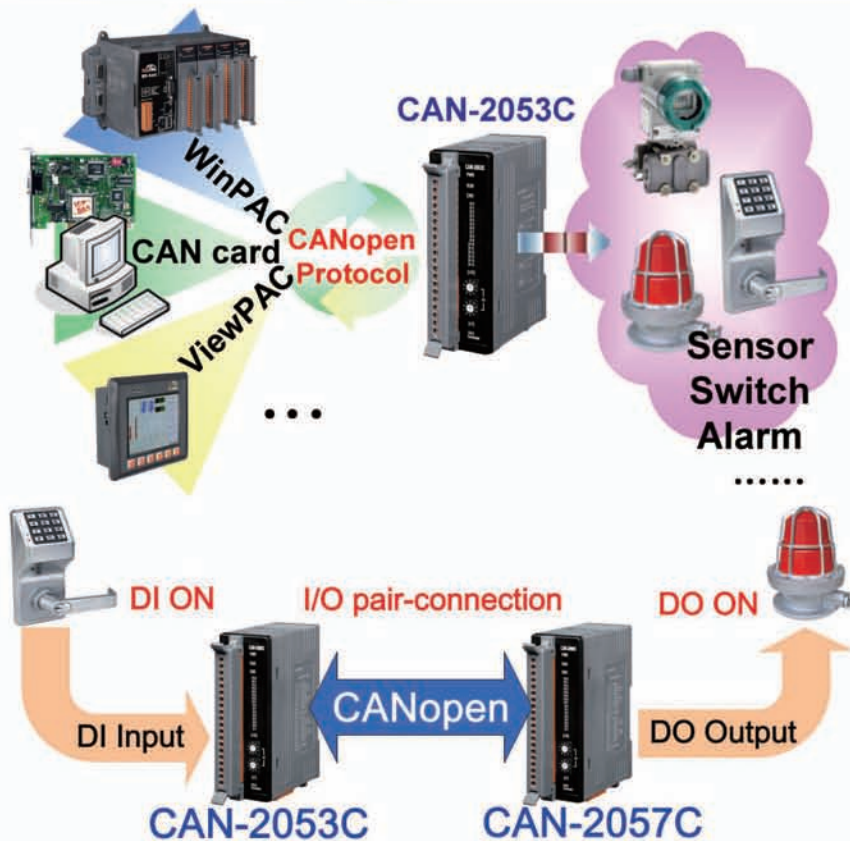 CAN-2053C
WinPAC
CAN card
CANopen
Protocol
ViewPAC
...
Sensor
Switch
Alarm
......
DI ON
I/O pair-connection
DO ON
DI Input
CANopen
DO Output
CAN-2053C
CAN-2057C